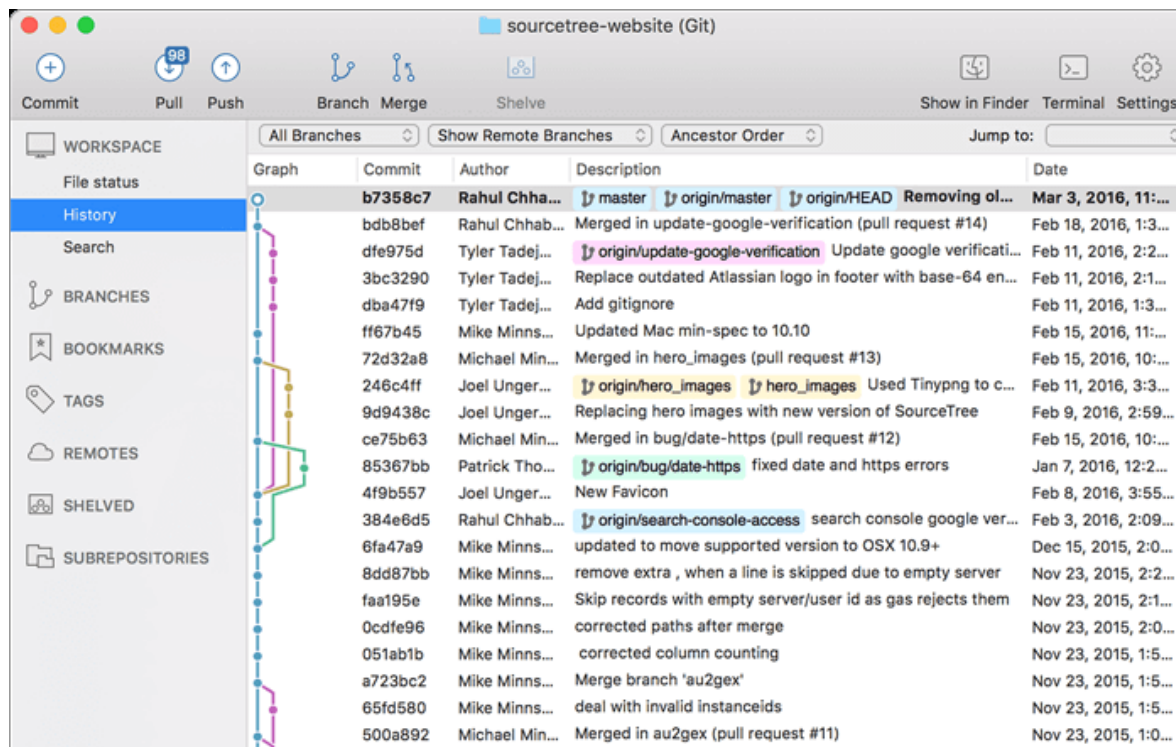 sourcetree-website (Git)
98
Commit Pull Push Branch Merge Shelve Show in Finder Terminal Settings
WORKSPACE
File status
History
Search
BRANCHES
BOOKMARKS
TAGS
REMOTES
SHELVED
SUBREPOSITORIES
All Branches Show Remote Branches Ancestor Order Jump to:
Graph Commit Author Description Date
b7358c7 Rahul Chha... master origin/master origin/HEAD Removing ol... Mar 3, 2016, 11:...
bdb8bef Rahul Chhab... Merged in update-google-verification (pull request #14) Feb 18, 2016, 1:3...
dfe975d Tyler Tadej... origin/update-google-verification Update google verificati... Feb 11, 2016, 2:2...
3bc3290 Tyler Tadej... Replace outdated Atlassian logo in footer with base-64 en... Feb 11, 2016, 2:1...
dba47f9 Tyler Tadej... Add gitignore Feb 11, 2016, 1:3...
ff67b45 Mike Minns... Updated Mac min-spec to 10.10 Feb 15, 2016, 11:...
72d32a8 Michael Min... Merged in hero_images (pull request #13) Feb 15, 2016, 10:...
246c4ff Joel Unger... origin/hero_images hero_images Used Tinypng to c... Feb 11, 2016, 3:3...
9d9438c Joel Unger... Replacing hero images with new version of SourceTree Feb 9, 2016, 2:59...
ce75b63 Michael Min... Merged in bug/date-https (pull request #12) Feb 15, 2016, 10:...
85367bb Patrick Tho... origin/bug/date-https fixed date and https errors Jan 7, 2016, 12:2...
4f9b557 Joel Unger... New Favicon Feb 8, 2016, 3:55...
384e6d5 Rahul Chhab... origin/search-console-access search console google ver... Feb 3, 2016, 2:09...
6fa47a9 Mike Minns... updated to move supported version to OSX 10.9+ Dec 15, 2015, 2:0...
8dd87bb Mike Minns... remove extra , when a line is skipped due to empty server Nov 23, 2015, 2:2...
faa195e Mike Minns... Skip records with empty server/user id as gas rejects them Nov 23, 2015, 2:1...
0cdfe96 Mike Minns... corrected paths after merge Nov 23, 2015, 2:0...
051ab1b Mike Minns... corrected column counting Nov 23, 2015, 1:5...
a723bc2 Mike Minns... Merge branch 'au2gex' Nov 23, 2015, 1:5...
65fd580 Mike Minns... deal with invalid instanceids Nov 23, 2015, 1:5...
500a892 Michael Min... Merged in au2gex (pull request #11) Nov 23, 2015, 1:0...